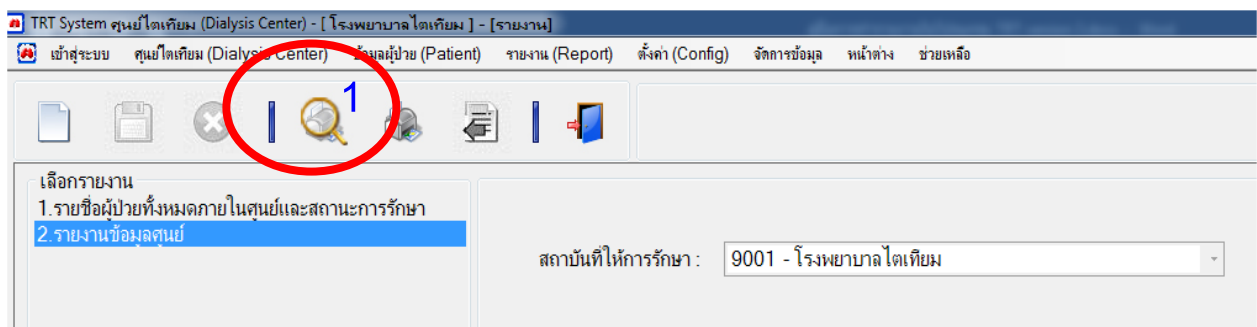 TRT System ศูนย์ไตเทียม (Dialysis Center) - [ โรงพยาบาลไตเทียม ] - [รายงาน]
เข้าสู่ระบบ ศูนย์ไตเทียม (Dialysis Center) ข้อมูลผู้ป่วย (Patient) รายงาน (Report) ตั้งค่า (Config) จัดการข้อมูล หน้าต่าง ช่วยเหลือ
1
เลือกรายงาน
1.รายชื่อผู้ป่วยทั้งหมดภายในศูนย์และสถานะการรักษา
2.รายงานข้อมูลศูนย์
สถาบันที่ให้การรักษา : 9001 - โรงพยาบาลไตเทียม